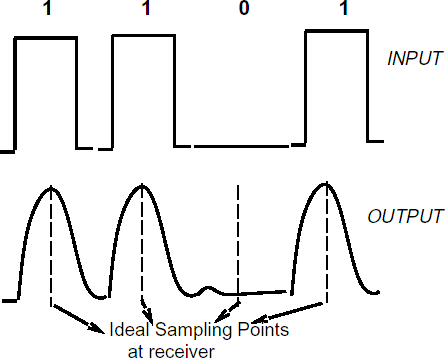 1 1 0 1
INPUT
OUTPUT
Ideal Sampling Points
at receiver